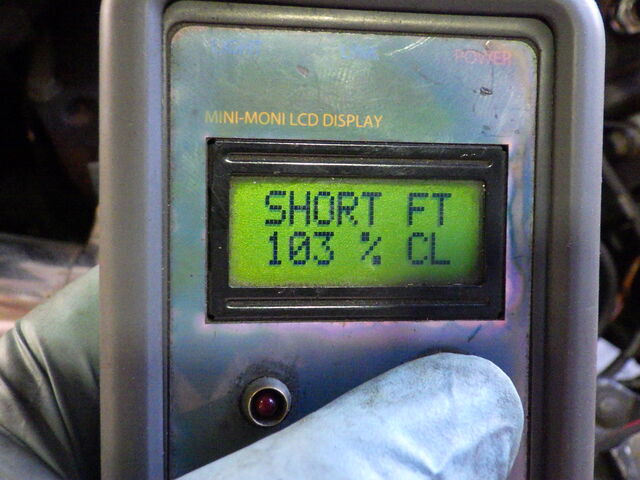 POWER
MINI-MONI LCD DISPLAY
SHORT FT
103 % CL